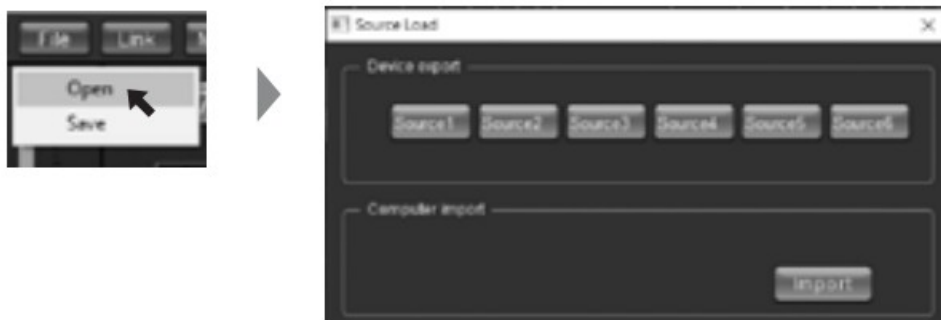 File Link
Open
Save
Source Load
Device export
Source1 Source2 Source3 Source4 Source5 Source6
Computer import
Import